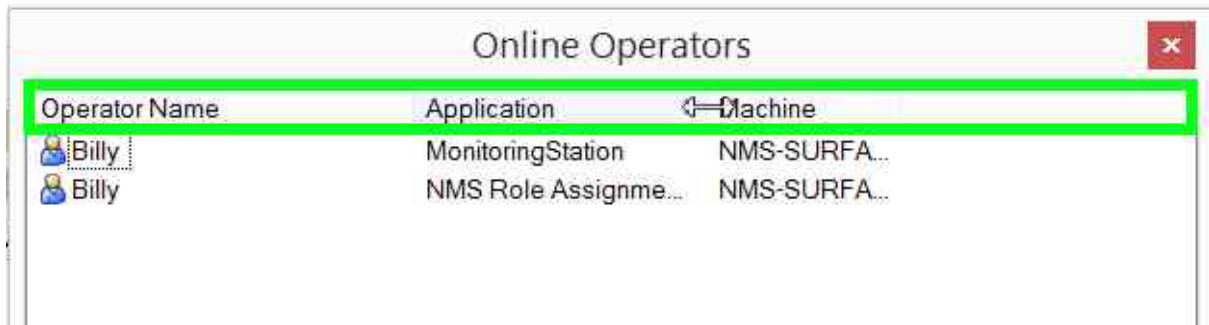 Online Operators
Operator Name Application Machine
Billy MonitoringStation NMS-SURFA...
Billy NMS Role Assignme... NMS-SURFA...